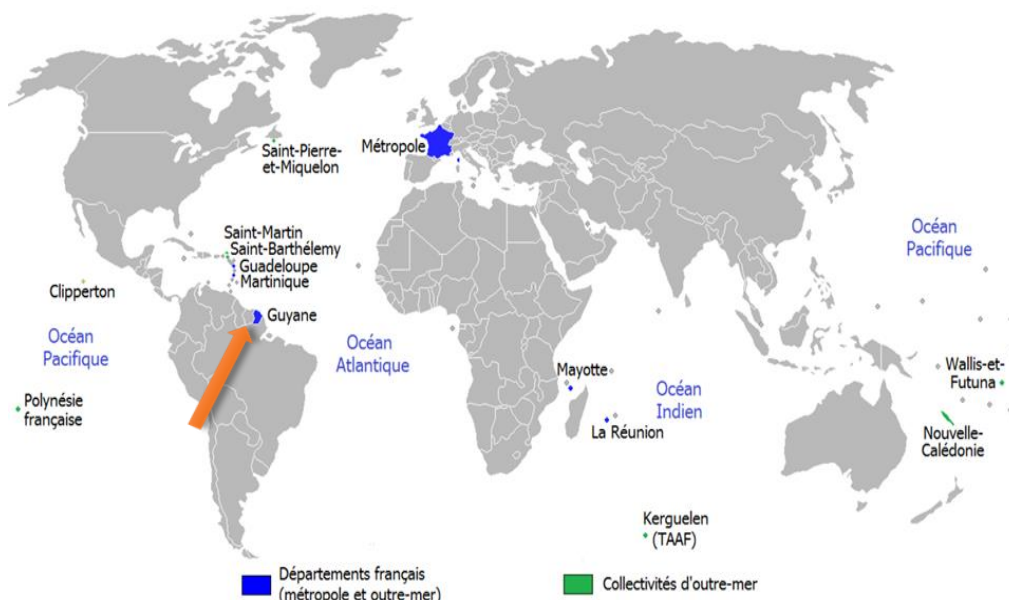 Métropole
Saint-Pierre-
et-Miquelon
Saint-Martin
Saint-Barthélemy
Guadeloupe
Martinique
Clipperton
Guyane
Océan
Pacifique
Océan
Pacifique
Océan
Atlantique
Polynésie
française
Mayotte
Océan
Indien
La Réunion
Wallis-et-
Futuna
Nouvelle-
Calédonie
Kerguelen
(TAAF)
Départements français
(métropole et outre-mer)
Collectivités d'outre-mer